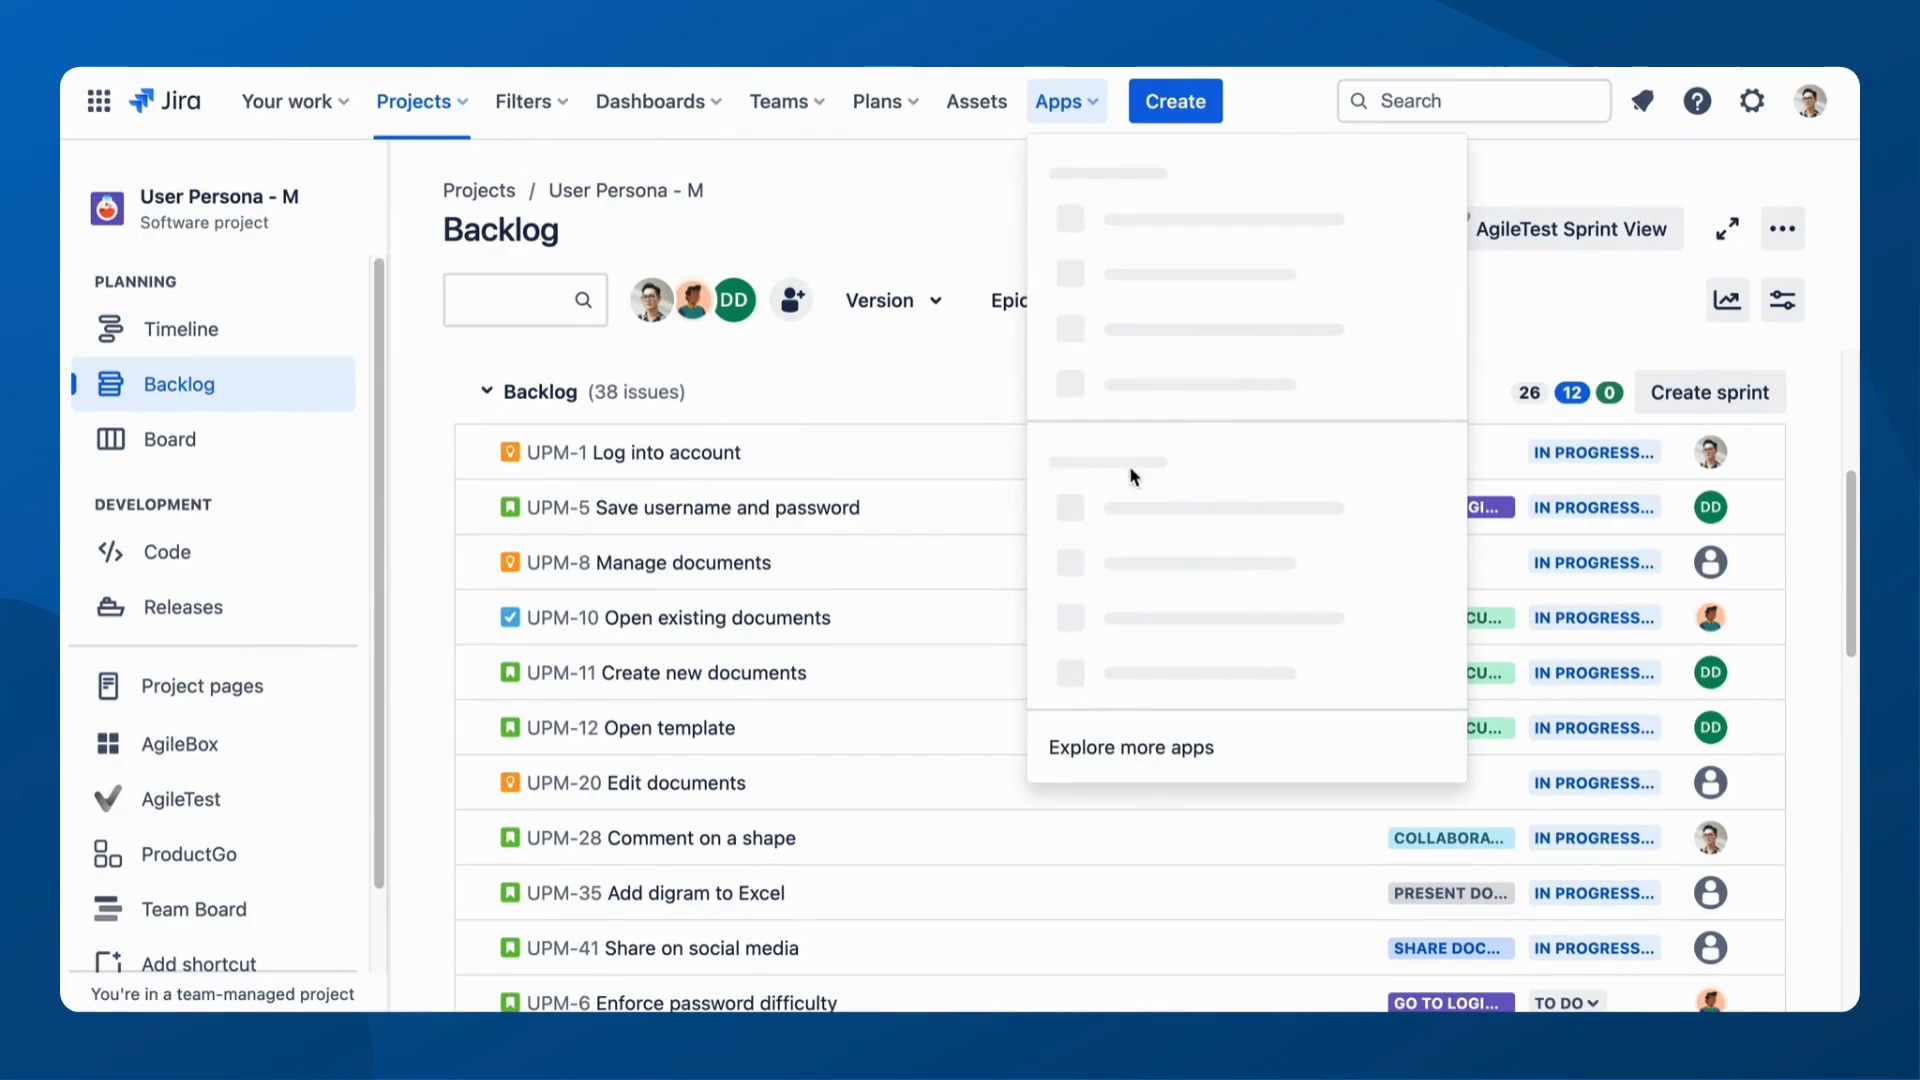 Jira Your work Projects Filters Dashboards Teams Plans Assets Apps Create Search
User Persona - M
Software project
PLANNING
Timeline
Backlog
Board
DEVELOPMENT
Code
Releases
Project pages
AgileBox
AgileTest
ProductGo
Team Board
Add shortcut
You're in a team-managed project
Projects / User Persona - M
Backlog
AgileTest Sprint View
DD Version Epic
Backlog (38 issues) 26 12 0 Create sprint
UPM-1 Log into account IN PROGRESS...
UPM-5 Save username and password GI... IN PROGRESS... DD
UPM-8 Manage documents IN PROGRESS...
UPM-10 Open existing documents CU... IN PROGRESS...
UPM-11 Create new documents CU... IN PROGRESS... DD
UPM-12 Open template CU... IN PROGRESS... DD
UPM-20 Edit documents IN PROGRESS...
UPM-28 Comment on a shape COLLABORA... IN PROGRESS...
UPM-35 Add digram to Excel PRESENT DO... IN PROGRESS...
UPM-41 Share on social media SHARE DOC... IN PROGRESS...
UPM-6 Enforce password difficulty GO TO LOGI... TO DO
Explore more apps